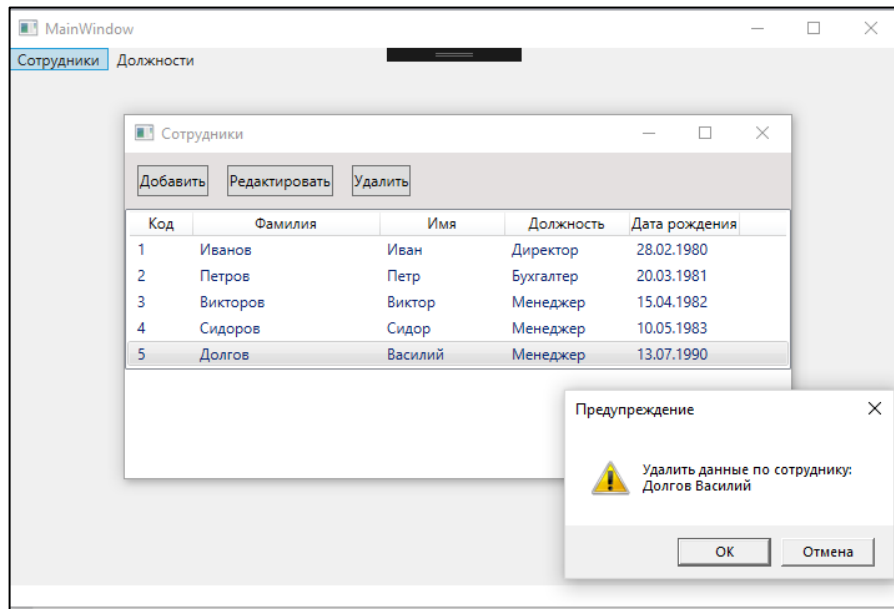 MainWindow
Сотрудники Должности
Сотрудники
Добавить Редактировать Удалить
Код Фамилия Имя Должность Дата рождения
1 Иванов Иван Директор 28.02.1980
2 Петров Петр Бухгалтер 20.03.1981
3 Викторов Виктор Менеджер 15.04.1982
4 Сидоров Сидор Менеджер 10.05.1983
5 Долгов Василий Менеджер 13.07.1990
Предупреждение
Удалить данные по сотруднику:
Долгов Василий
ОК Отмена